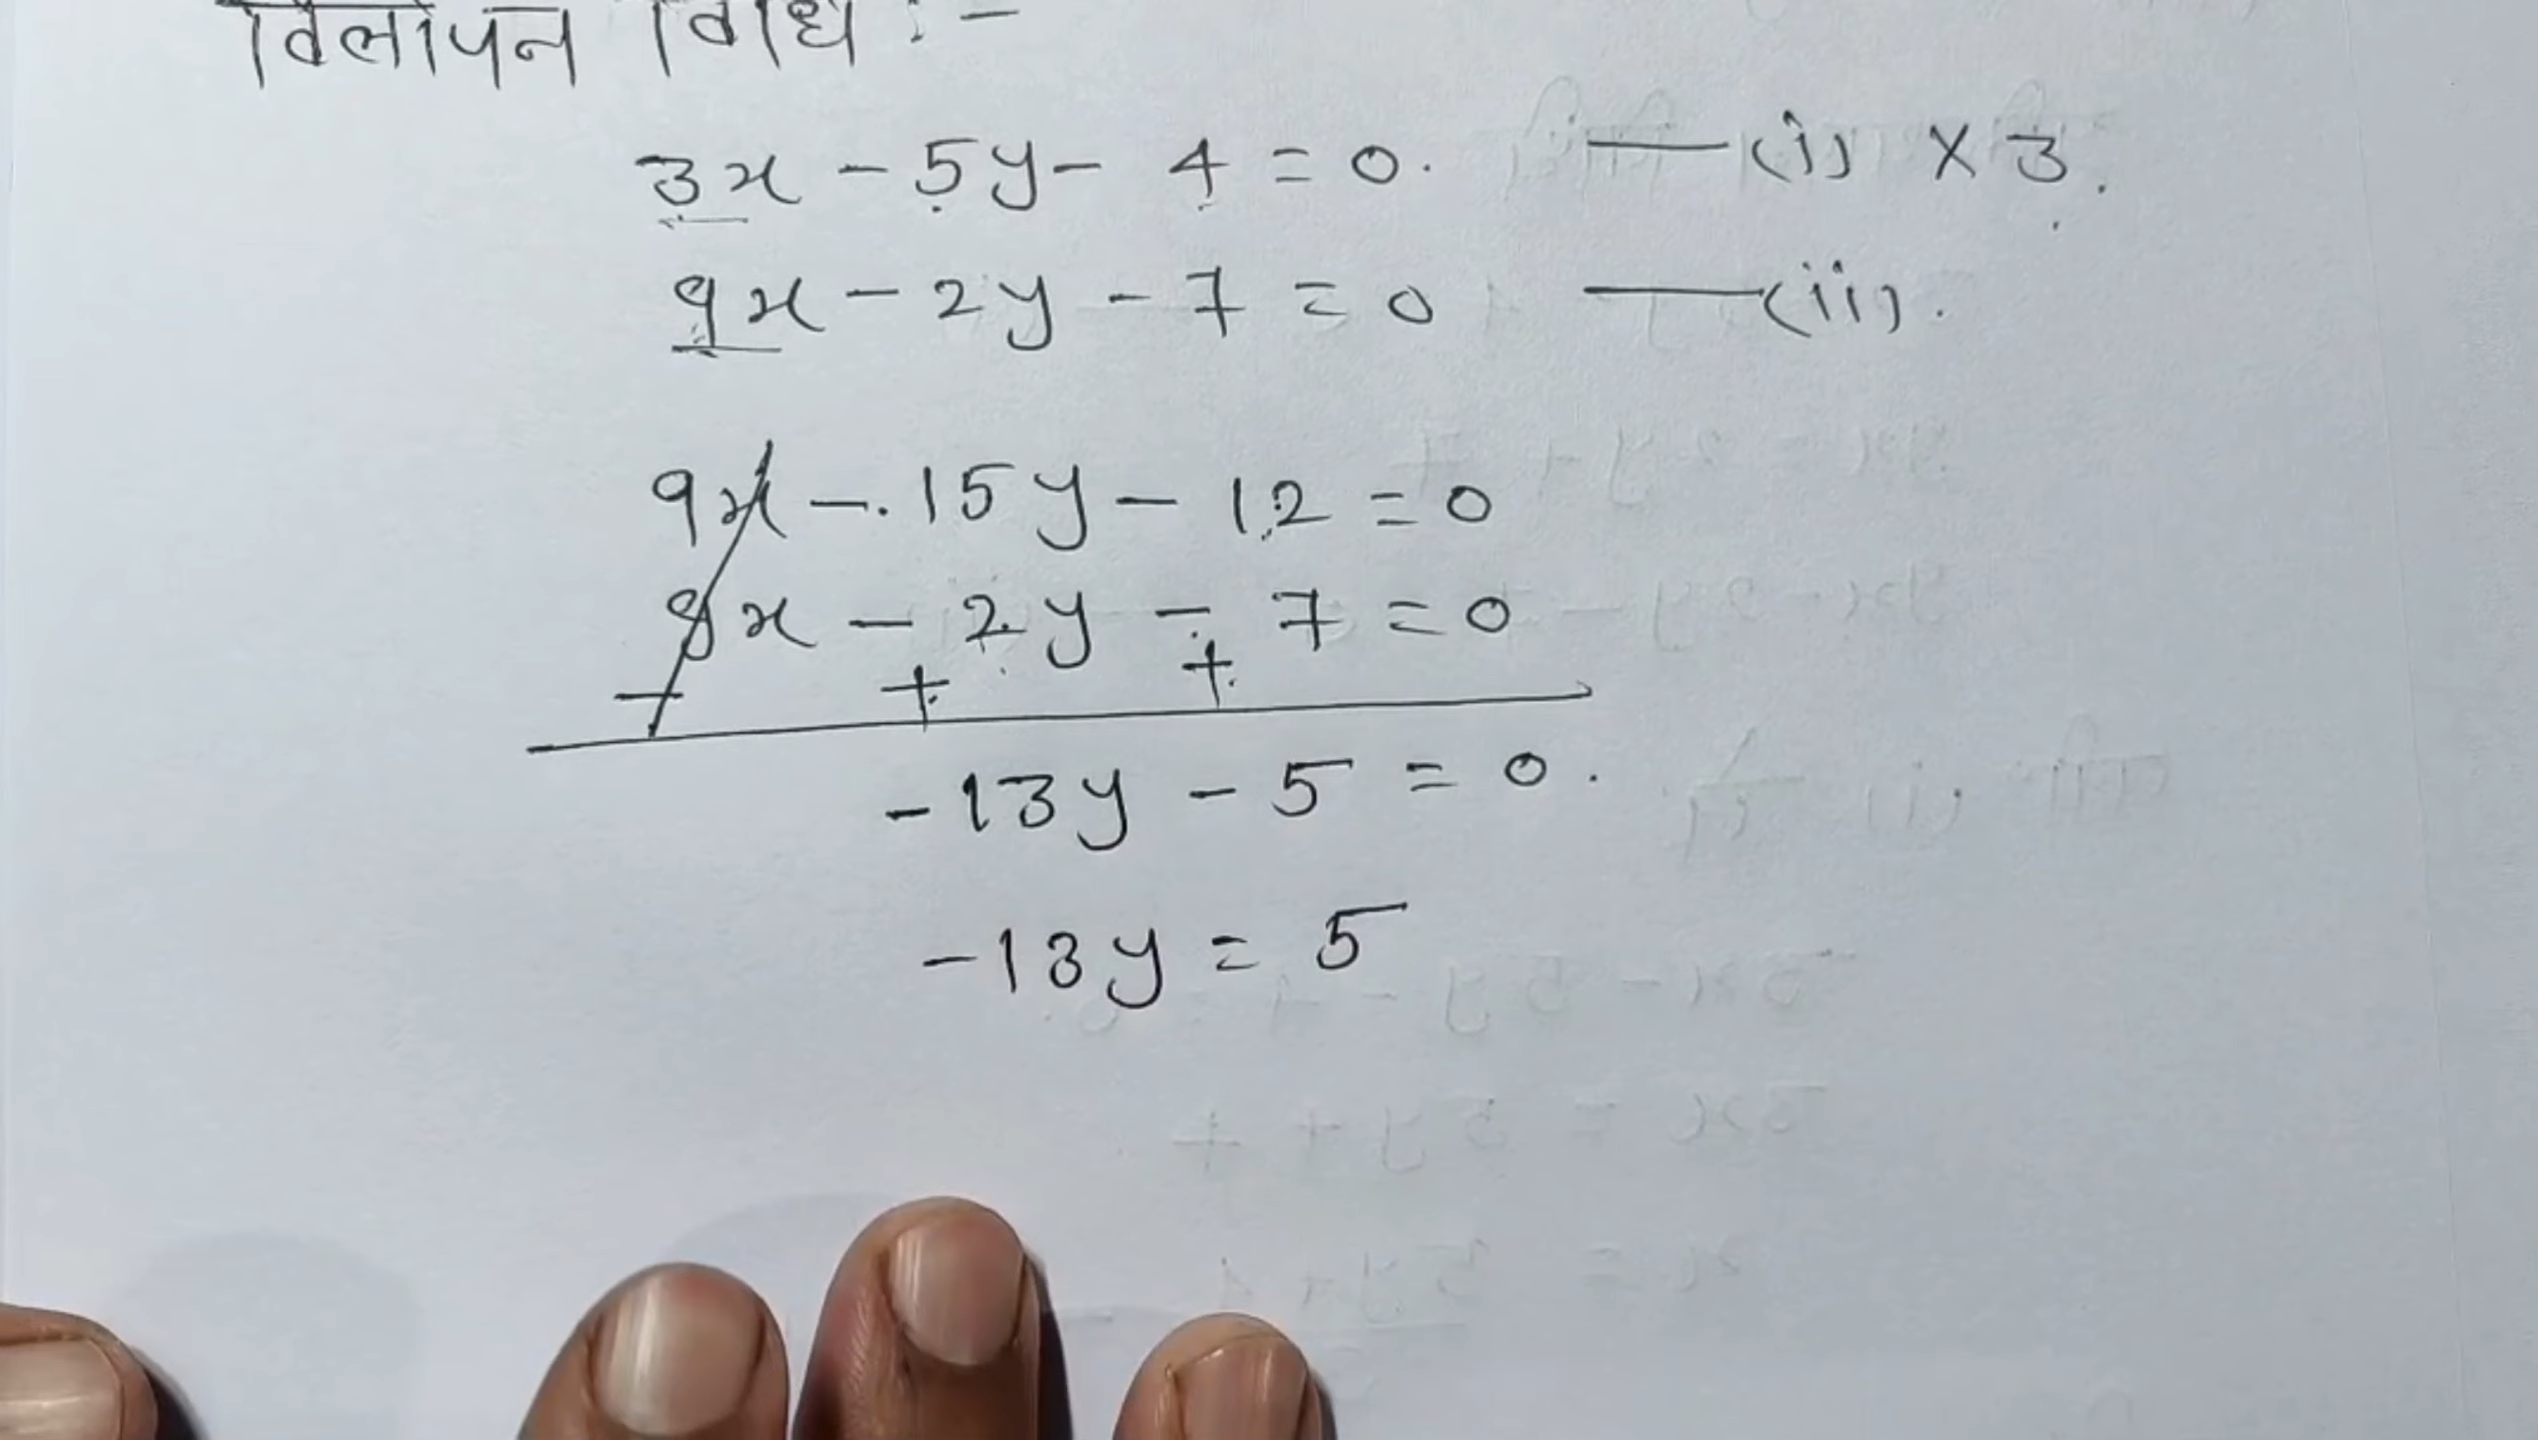 विलोपन विधि :-
3x - 5y - 4 = 0. —(i) × 3.
9x - 2y - 7 = 0 —(ii).
9x - 15y - 12 = 0
9x - 2y - 7 = 0
- + +
-13y - 5 = 0.
-13y = 5